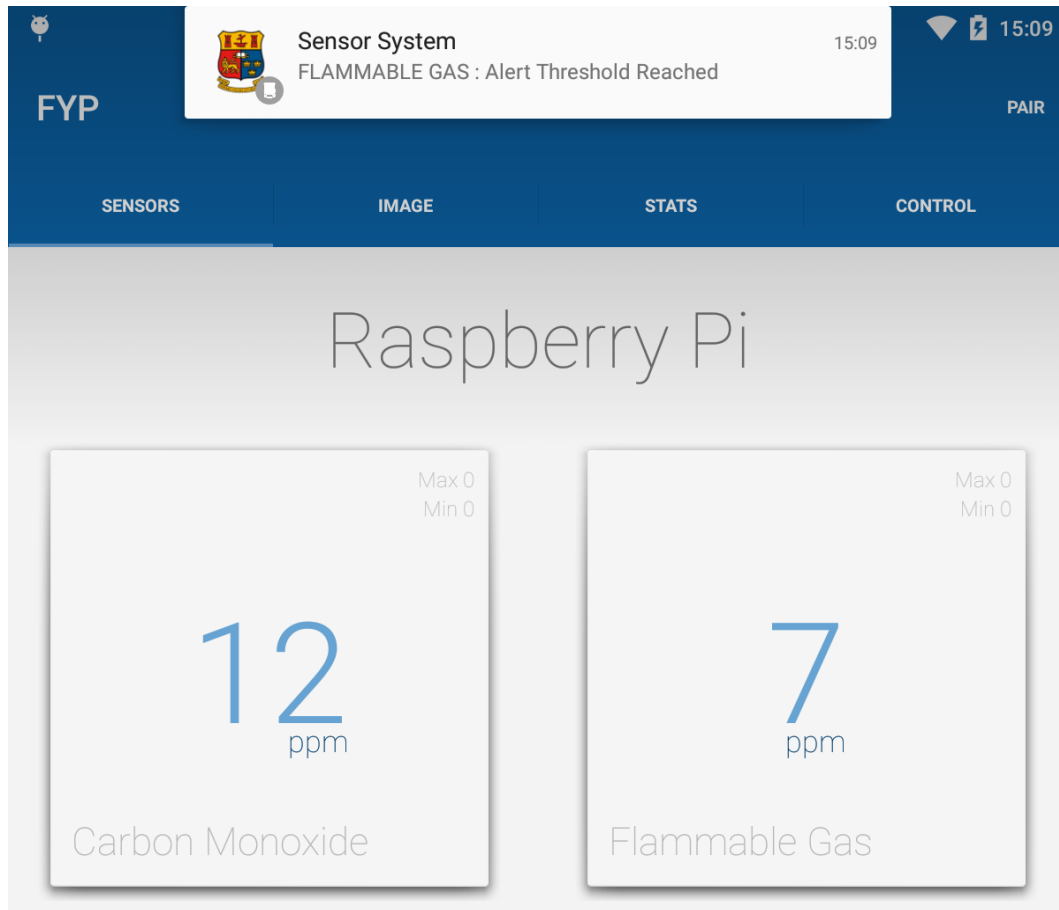 15:09
Sensor System 15:09
FLAMMABLE GAS : Alert Threshold Reached
FYP PAIR
SENSORS IMAGE STATS CONTROL
Raspberry Pi
Max 0
Min 0
12
ppm
Carbon Monoxide
Max 0
Min 0
7
ppm
Flammable Gas